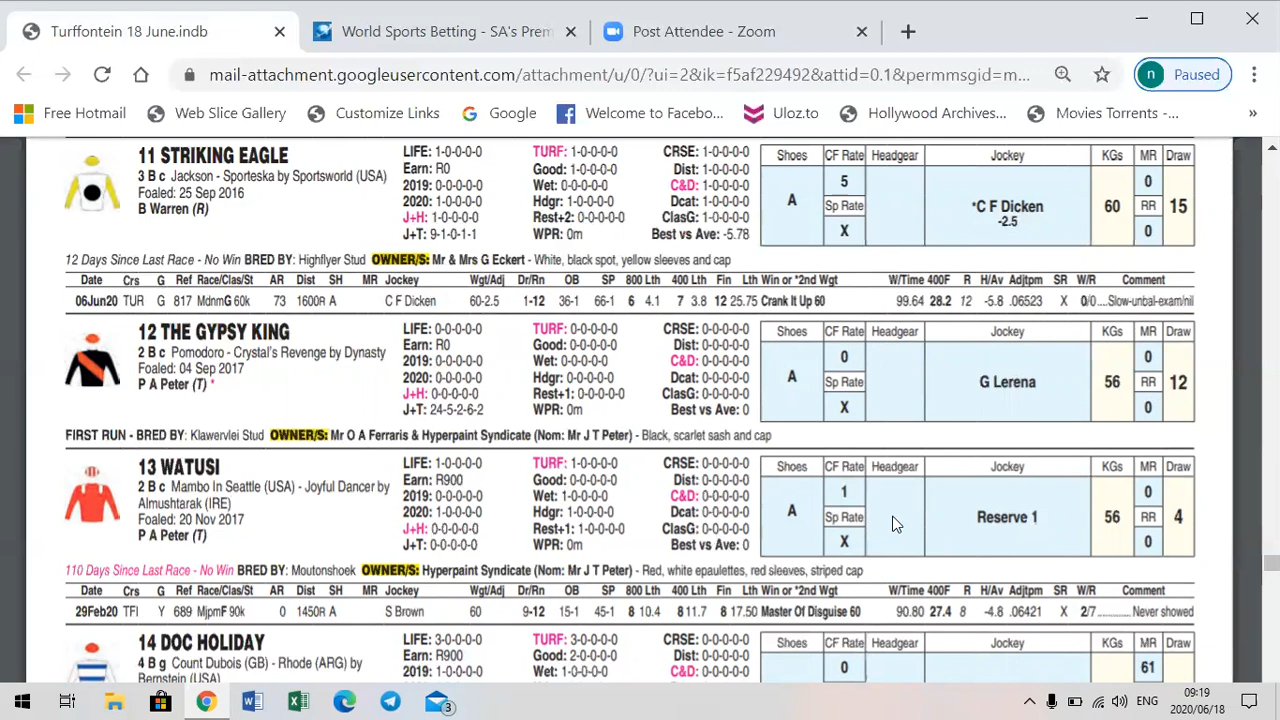 Turffontein 18 June.indb
World Sports Betting - SA's Prem
Post Attendee - Zoom
mail-attachment.googleusercontent.com/attachment/u/0/?ui=2&ik=f5af229492&attid=0.1&permmsgid=m...
n Paused
Free Hotmail Web Slice Gallery Customize Links Google Welcome to Facebo... Uloz.to Hollywood Archives... Movies Torrents -... »
11 STRIKING EAGLE
3 B c Jackson - Sporteska by Sportsworld (USA)
Foaled: 25 Sep 2016
B Warren (R)
LIFE: 1-0-0-0-0 TURF: 1-0-0-0-0 CRSE: 1-0-0-0-0
Earn: R0 Good: 1-0-0-0-0 Dist: 1-0-0-0-0
2019: 0-0-0-0-0 Wet: 0-0-0-0-0 C&D: 1-0-0-0-0
2020: 1-0-0-0-0 Hdgr: 1-0-0-0-0 Dcat: 1-0-0-0-0
J+H: 1-0-0-0-0 Rest+2: 0-0-0-0-0 ClasG: 1-0-0-0-0
J+T: 9-1-0-1-1 WPR: 0m Best vs Ave: -5.78
Shoes CF Rate Headgear Jockey KGs MR Draw
5 0
A Sp Rate *C F Dicken 60 RR 15
-2.5
X 0
12 Days Since Last Race - No Win BRED BY: Highflyer Stud OWNER/S: Mr & Mrs G Eckert - White, black spot, yellow sleeves and cap
Date Crs G Ref Race/Clas/St AR Dist SH MR Jockey Wgt/Adj Dr/Rn OB SP 800 Lth 400 Lth Fin Lth Win or *2nd Wgt W/Time 400F R H/Av Adjtpm SR W/R Comment
06Jun20 TUR G 817 MdnmG 60k 73 1600R A C F Dicken 60-2.5 1-12 36-1 66-1 6 4.1 7 3.8 12 25.75 Crank It Up 60 99.64 28.2 12 -5.8 .06523 X 0/0 ....Slow-unbal-exam/nil
12 THE GYPSY KING
2 B c Pomodoro - Crystal's Revenge by Dynasty
Foaled: 04 Sep 2017
P A Peter (T) *
LIFE: 0-0-0-0-0 TURF: 0-0-0-0-0 CRSE: 0-0-0-0-0
Earn: R0 Good: 0-0-0-0-0 Dist: 0-0-0-0-0
2019: 0-0-0-0-0 Wet: 0-0-0-0-0 C&D: 0-0-0-0-0
2020: 0-0-0-0-0 Hdgr: 0-0-0-0-0 Dcat: 0-0-0-0-0
J+H: 0-0-0-0-0 Rest+1: 0-0-0-0-0 ClasG: 0-0-0-0-0
J+T: 24-5-2-6-2 WPR: 0m Best vs Ave: 0
Shoes CF Rate Headgear Jockey KGs MR Draw
0 0
A Sp Rate G Lerena 56 RR 12
X 0
FIRST RUN - BRED BY: Klawervlei Stud OWNER/S: Mr O A Ferraris & Hyperpaint Syndicate (Nom: Mr J T Peter) - Black, scarlet sash and cap
13 WATUSI
2 B c Mambo In Seattle (USA) - Joyful Dancer by
Almushtarak (IRE)
Foaled: 20 Nov 2017
P A Peter (T)
LIFE: 1-0-0-0-0 TURF: 1-0-0-0-0 CRSE: 0-0-0-0-0
Earn: R900 Good: 0-0-0-0-0 Dist: 0-0-0-0-0
2019: 0-0-0-0-0 Wet: 1-0-0-0-0 C&D: 0-0-0-0-0
2020: 1-0-0-0-0 Hdgr: 1-0-0-0-0 Dcat: 0-0-0-0-0
J+H: 0-0-0-0-0 Rest+1: 1-0-0-0-0 ClasG: 0-0-0-0-0
J+T: 0-0-0-0-0 WPR: 0m Best vs Ave: 0
Shoes CF Rate Headgear Jockey KGs MR Draw
1 0
A Sp Rate Reserve 1 56 RR 4
X 0
110 Days Since Last Race - No Win BRED BY: Moutonshoek OWNER/S: Hyperpaint Syndicate (Nom: Mr J T Peter) - Red, white epaulettes, red sleeves, striped cap
Date Crs G Ref Race/Clas/St AR Dist SH MR Jockey Wgt/Adj Dr/Rn OB SP 800 Lth 400 Lth Fin Lth Win or *2nd Wgt W/Time 400F R H/Av Adjtpm SR W/R Comment
29Feb20 TFI Y 689 MjpmF 90k 0 1450R A S Brown 60 9-12 15-1 45-1 8 10.4 8 11.7 8 17.50 Master Of Disguise 60 90.80 27.4 8 -4.8 .06421 X 2/7 ............Never showed
14 DOC HOLIDAY
4 B g Count Dubois (GB) - Rhode (ARG) by
Bernstein (USA)
LIFE: 3-0-0-0-0 TURF: 3-0-0-0-0 CRSE: 0-0-0-0-0
Earn: R900 Good: 2-0-0-0-0 Dist: 0-0-0-0-0
2019: 1-0-0-0-0 Wet: 1-0-0-0-0 C&D: 0-0-0-0-0
Shoes CF Rate Headgear Jockey KGs MR Draw
0 61
3
ENG
09:19
2020/06/18